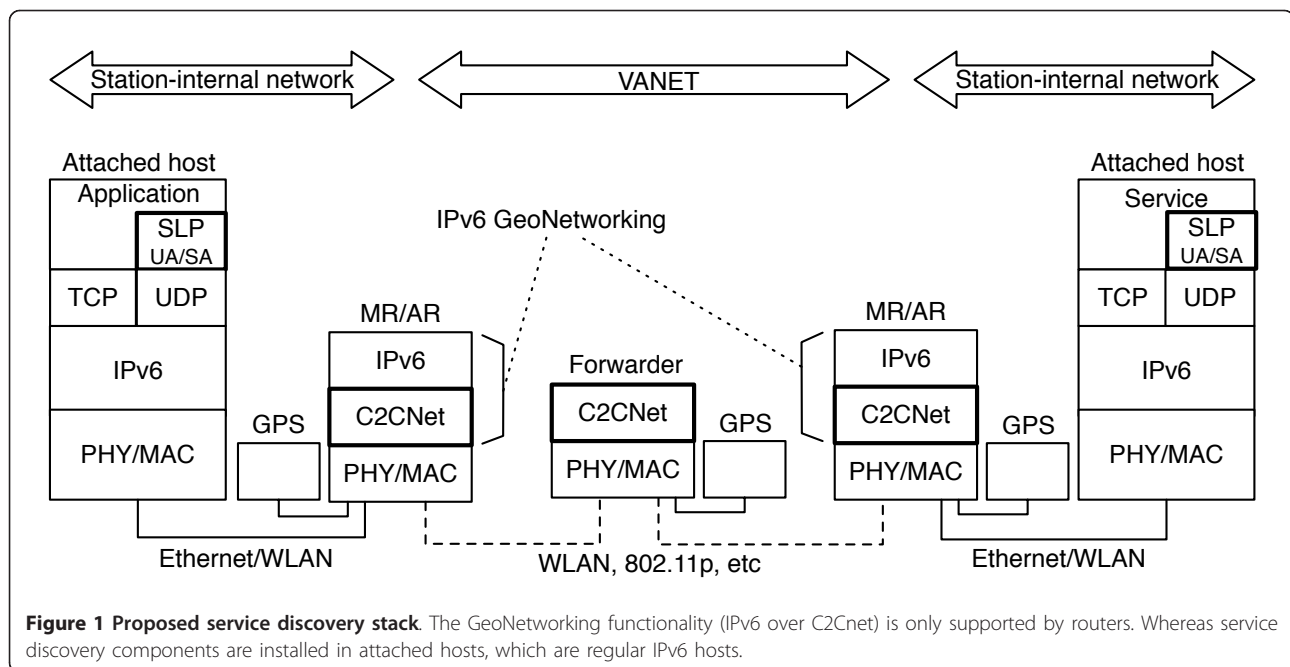 Station-internal network
VANET
Station-internal network
Attached host
Application
SLP
UA/SA
TCP
UDP
IPv6
PHY/MAC
GPS
MR/AR
IPv6
C2CNet
PHY/MAC
IPv6 GeoNetworking
Forwarder
C2CNet
PHY/MAC
GPS
MR/AR
IPv6
C2CNet
PHY/MAC
GPS
Attached host
Service
SLP
UA/SA
TCP
UDP
IPv6
PHY/MAC
Ethernet/WLAN
WLAN, 802.11p, etc
Ethernet/WLAN
Figure 1 Proposed service discovery stack. The GeoNetworking functionality (IPv6 over C2Cnet) is only supported by routers. Whereas service
discovery components are installed in attached hosts, which are regular IPv6 hosts.